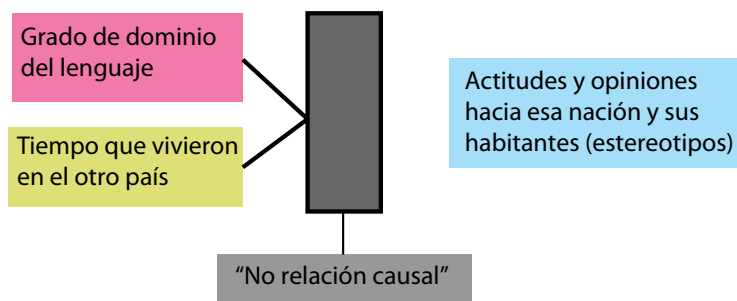 Grado de dominio
del lenguaje
Tiempo que vivieron
en el otro país
Actitudes y opiniones
hacia esa nación y sus
habitantes (estereotipos)
“No relación causal”